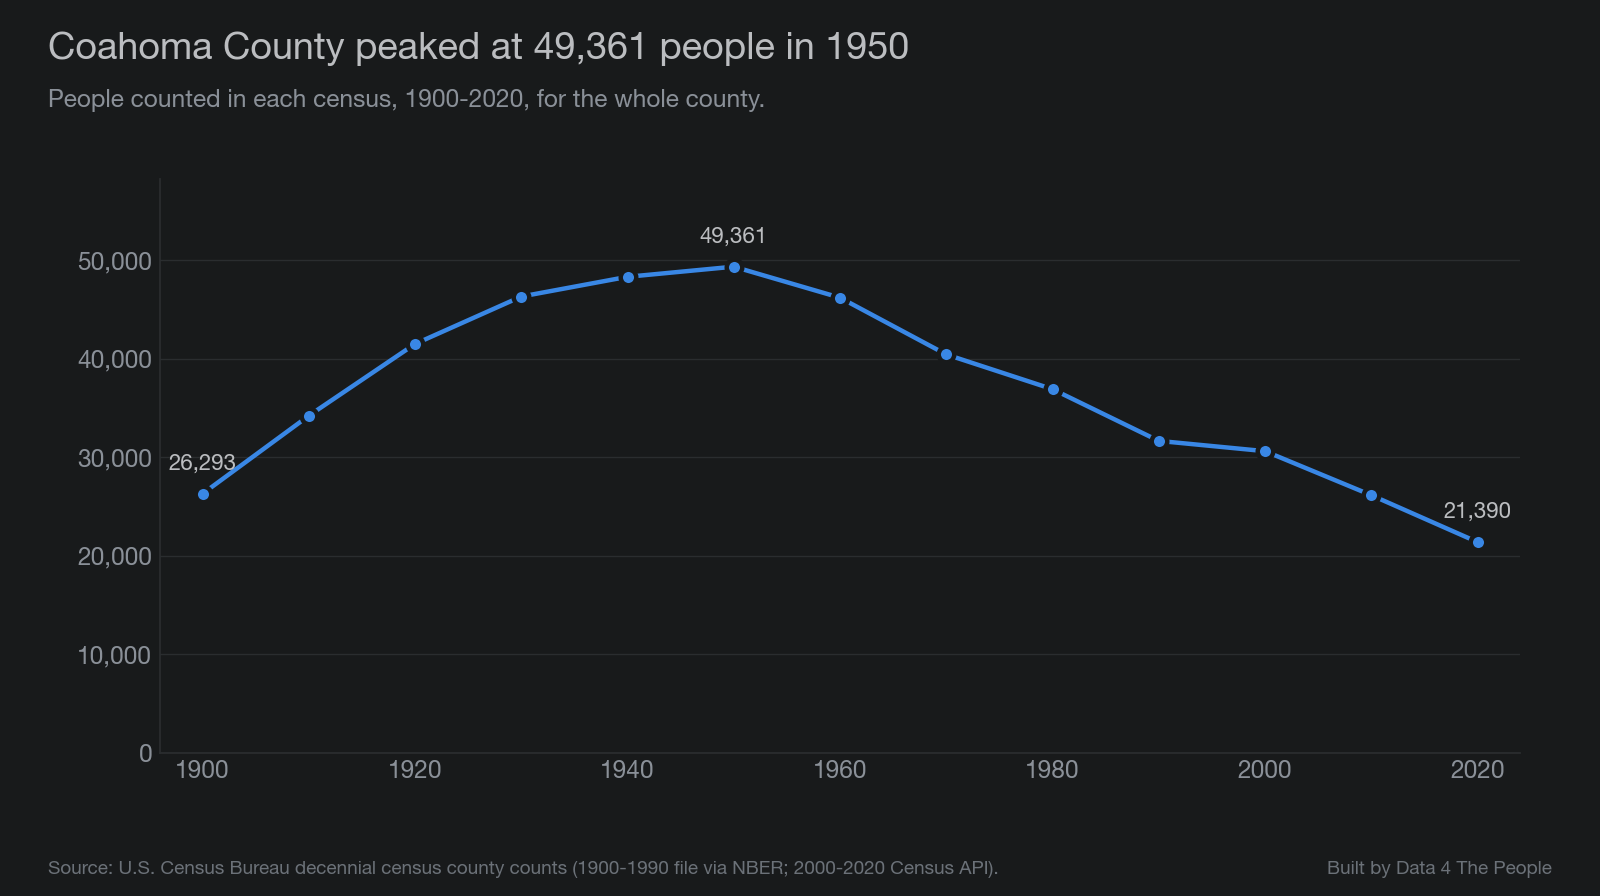 Coahoma County peaked at 49,361 people in 1950
People counted in each census, 1900-2020, for the whole county.
49,361
50,000
40,000
30,000
26,293
21,390
20,000
10,000
0
1900 1920 1940 1960 1980 2000 2020
Source: U.S. Census Bureau decennial census county counts (1900-1990 file via NBER; 2000-2020 Census API).
Built by Data 4 The People